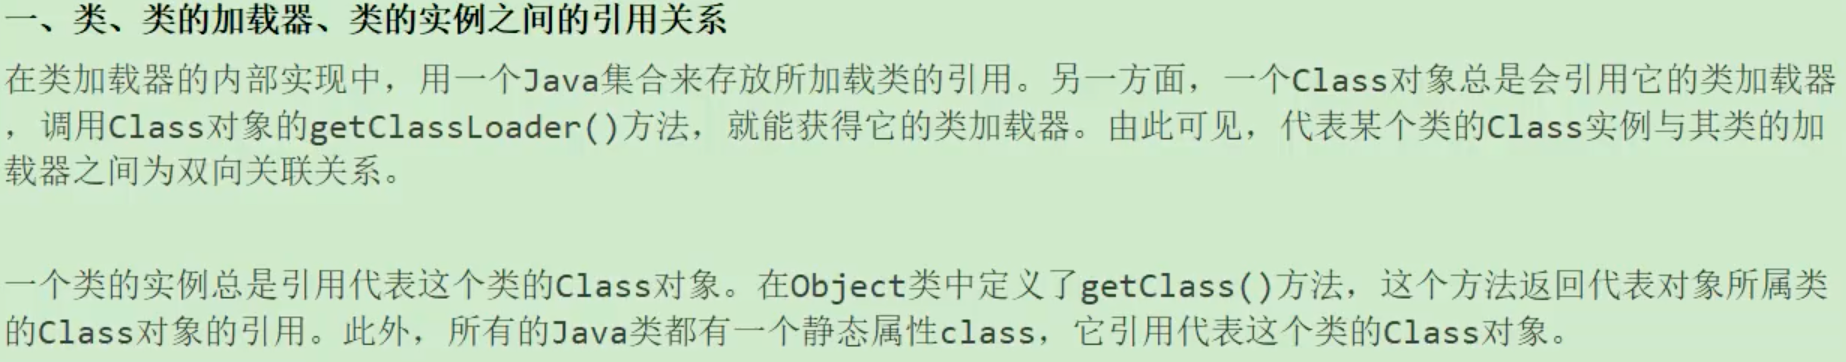 一、类、类的加载器、类的实例之间的引用关系
在类加载器的内部实现中，用一个Java集合来存放所加载类的引用。另一方面，一个Class对象总是会引用它的类加载器
，调用Class对象的getClassLoader()方法，就能获得它的类加载器。由此可见，代表某个类的Class实例与其类的加
载器之间为双向关联关系。
一个类的实例总是引用代表这个类的Class对象。在Object类中定义了getClass()方法，这个方法返回代表对象所属类
的Class对象的引用。此外，所有的Java类都有一个静态属性class，它引用代表这个类的Class对象。